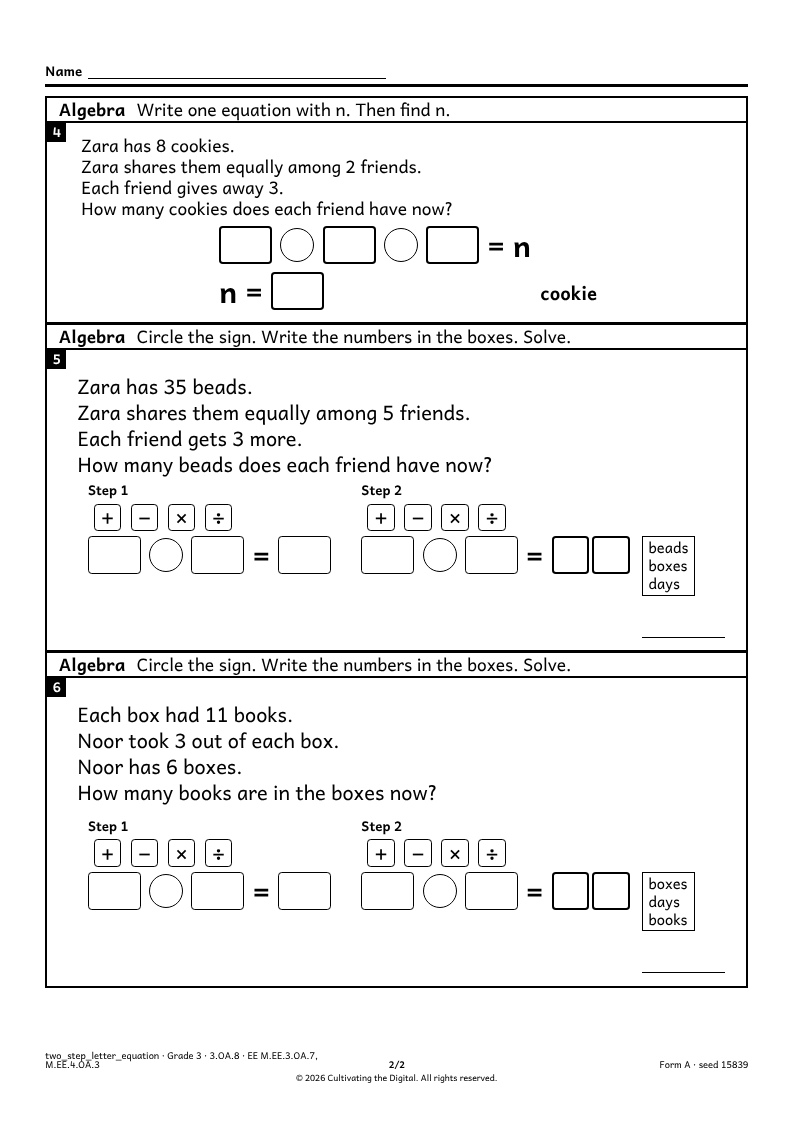 Name
Algebra Write one equation with n. Then find n.
4
Zara has 8 cookies.
Zara shares them equally among 2 friends.
Each friend gives away 3.
How many cookies does each friend have now?
= n
n =
cookie
Algebra Circle the sign. Write the numbers in the boxes. Solve.
5
Zara has 35 beads.
Zara shares them equally among 5 friends.
Each friend gets 3 more.
How many beads does each friend have now?
Step 1 Step 2
+ − × ÷ + − × ÷
= =
beads
boxes
days
Algebra Circle the sign. Write the numbers in the boxes. Solve.
6
Each box had 11 books.
Noor took 3 out of each box.
Noor has 6 boxes.
How many books are in the boxes now?
Step 1 Step 2
+ − × ÷ + − × ÷
= =
boxes
days
books
two_step_letter_equation · Grade 3 · 3.OA.8 · EE M.EE.3.OA.7,
M.EE.4.OA.3 2/2 Form A · seed 15839
© 2026 Cultivating the Digital. All rights reserved.